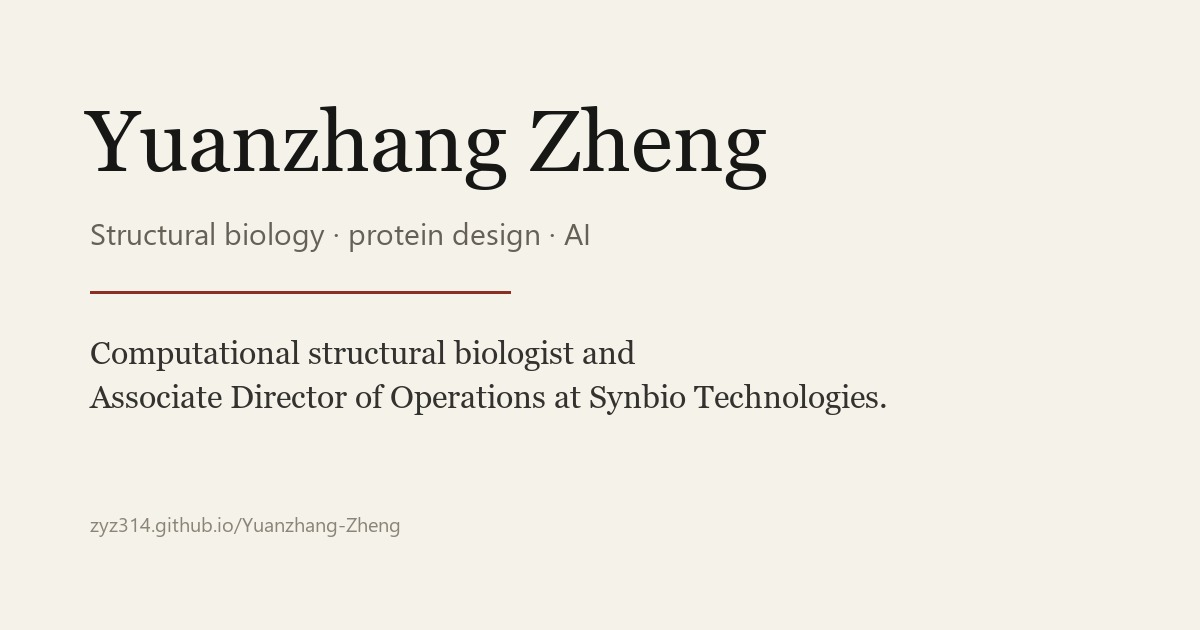 Yuanzhang Zheng
Structural biology · protein design · AI
Computational structural biologist and
Associate Director of Operations at Synbio Technologies.
zyz314.github.io/Yuanzhang-Zheng